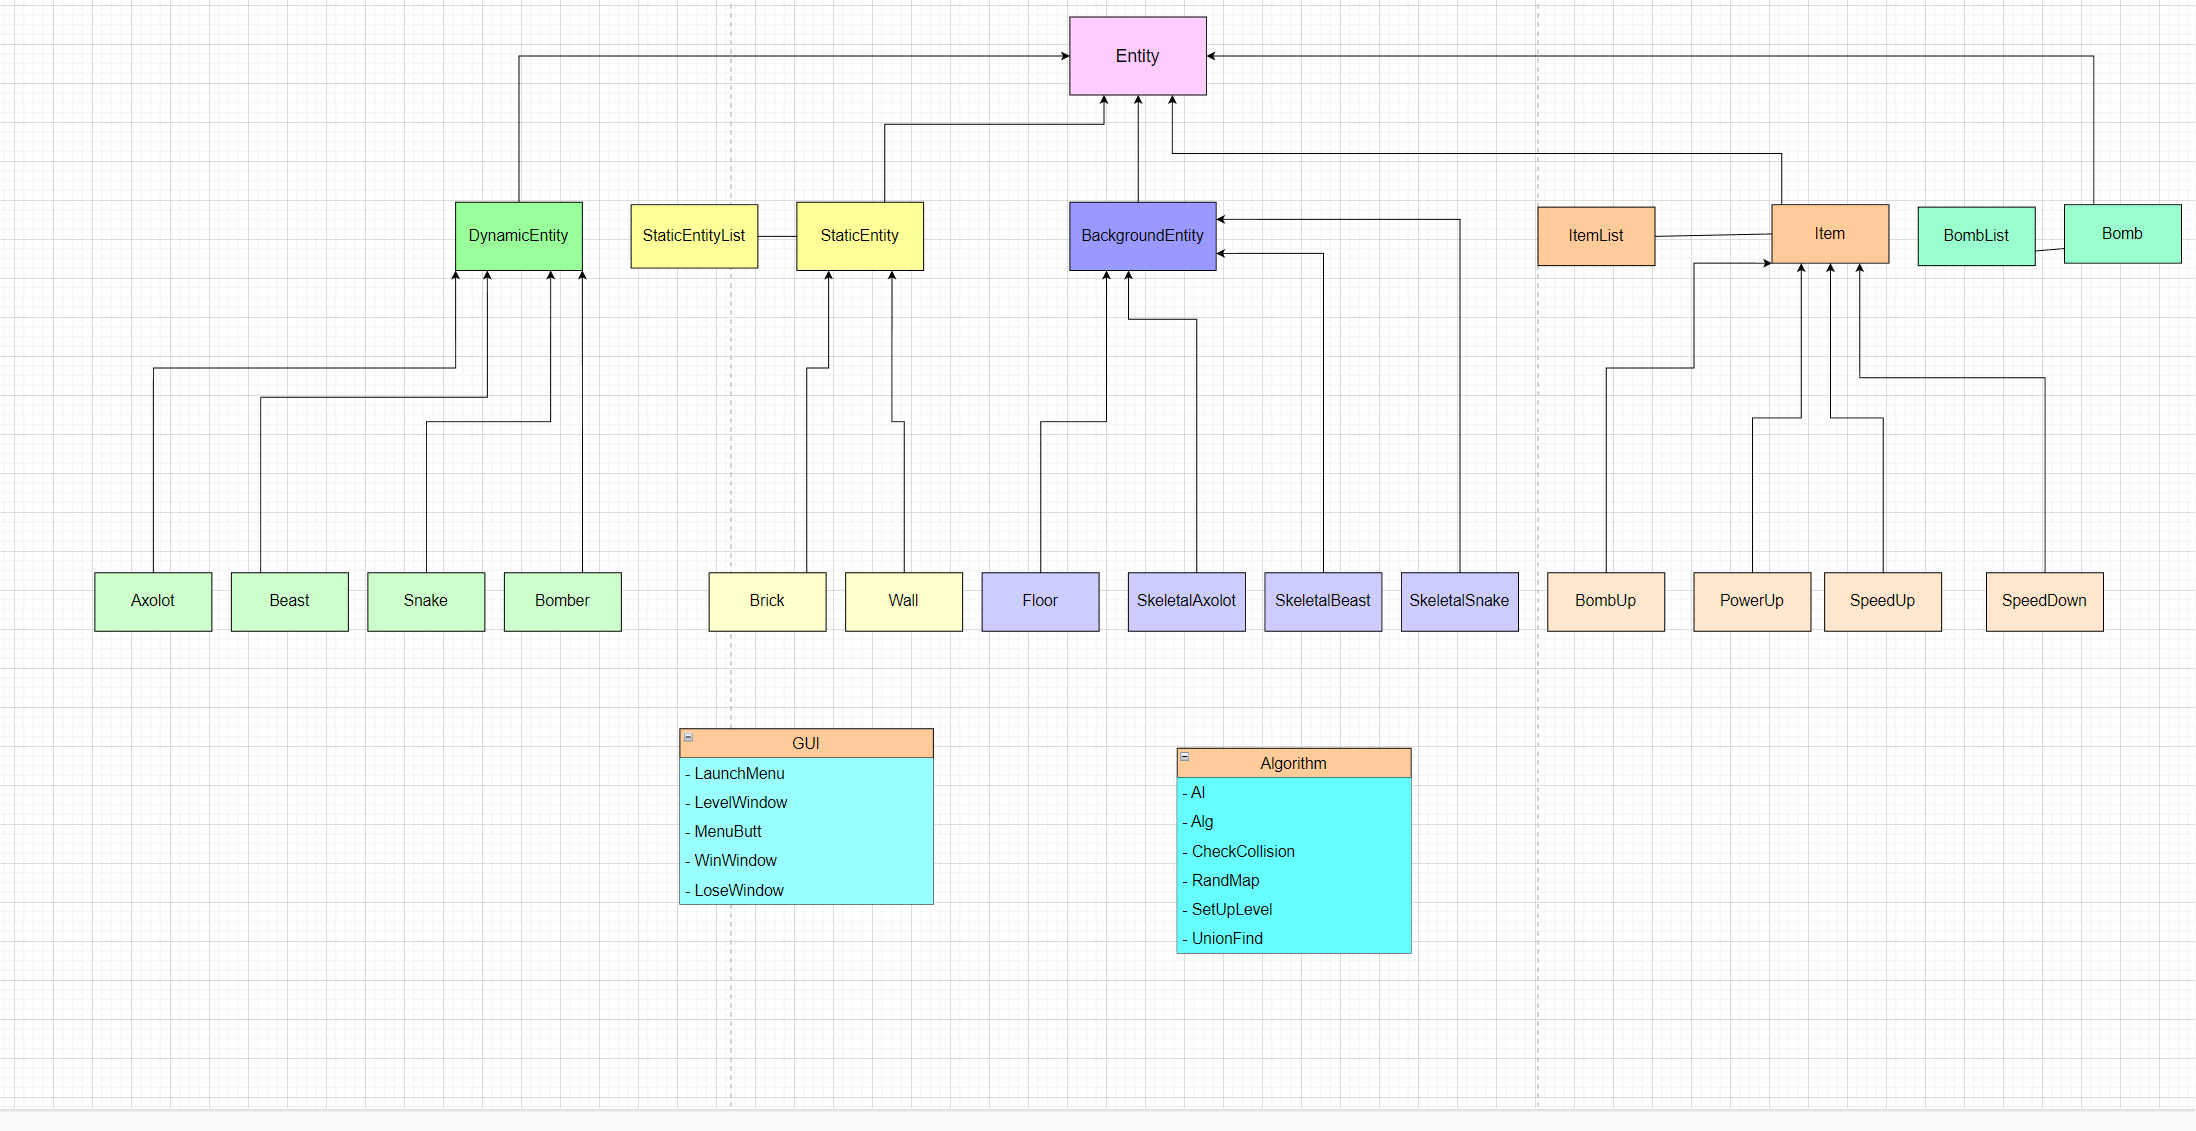 Entity
DynamicEntity
StaticEntityList
StaticEntity
BackgroundEntity
ItemList
Item
BombList
Bomb
Axolot
Beast
Snake
Bomber
Brick
Wall
Floor
SkeletalAxolot
SkeletalBeast
SkeletalSnake
BombUp
PowerUp
SpeedUp
SpeedDown
GUI
- LaunchMenu
- LevelWindow
- MenuButt
- WinWindow
- LoseWindow
Algorithm
- AI
- Alg
- CheckCollision
- RandMap
- SetUpLevel
- UnionFind